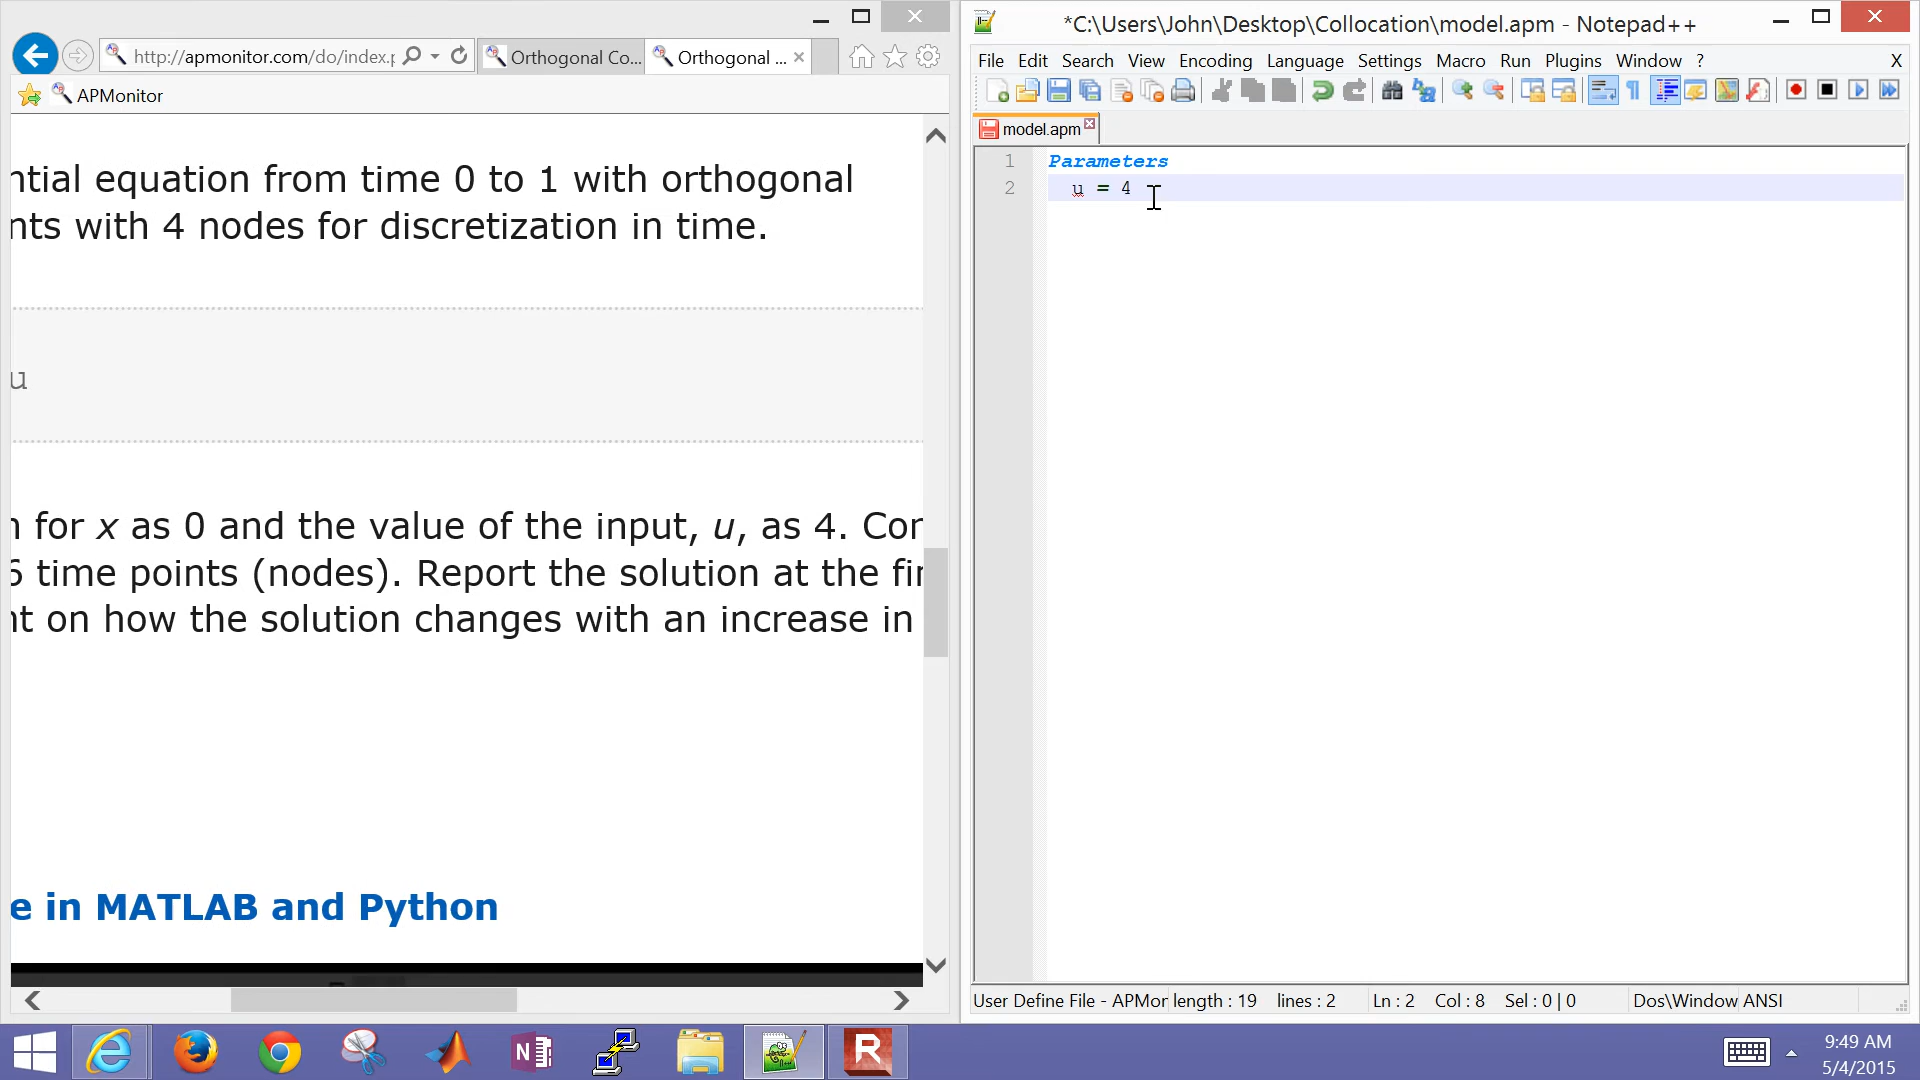 http://apmonitor.com/do/index.p
Orthogonal Co...
Orthogonal ...
APMonitor
ntial equation from time 0 to 1 with orthogonal
nts with 4 nodes for discretization in time.
u
n for x as 0 and the value of the input, u, as 4. Con
6 time points (nodes). Report the solution at the fin
nt on how the solution changes with an increase in
e in MATLAB and Python
*C:\Users\John\Desktop\Collocation\model.apm - Notepad++
File Edit Search View Encoding Language Settings Macro Run Plugins Window ? X
model.apm
1 Parameters
2 u = 4
User Define File - APMor length : 19 lines : 2 Ln : 2 Col : 8 Sel : 0 | 0 Dos\Window ANSI
9:49 AM
5/4/2015